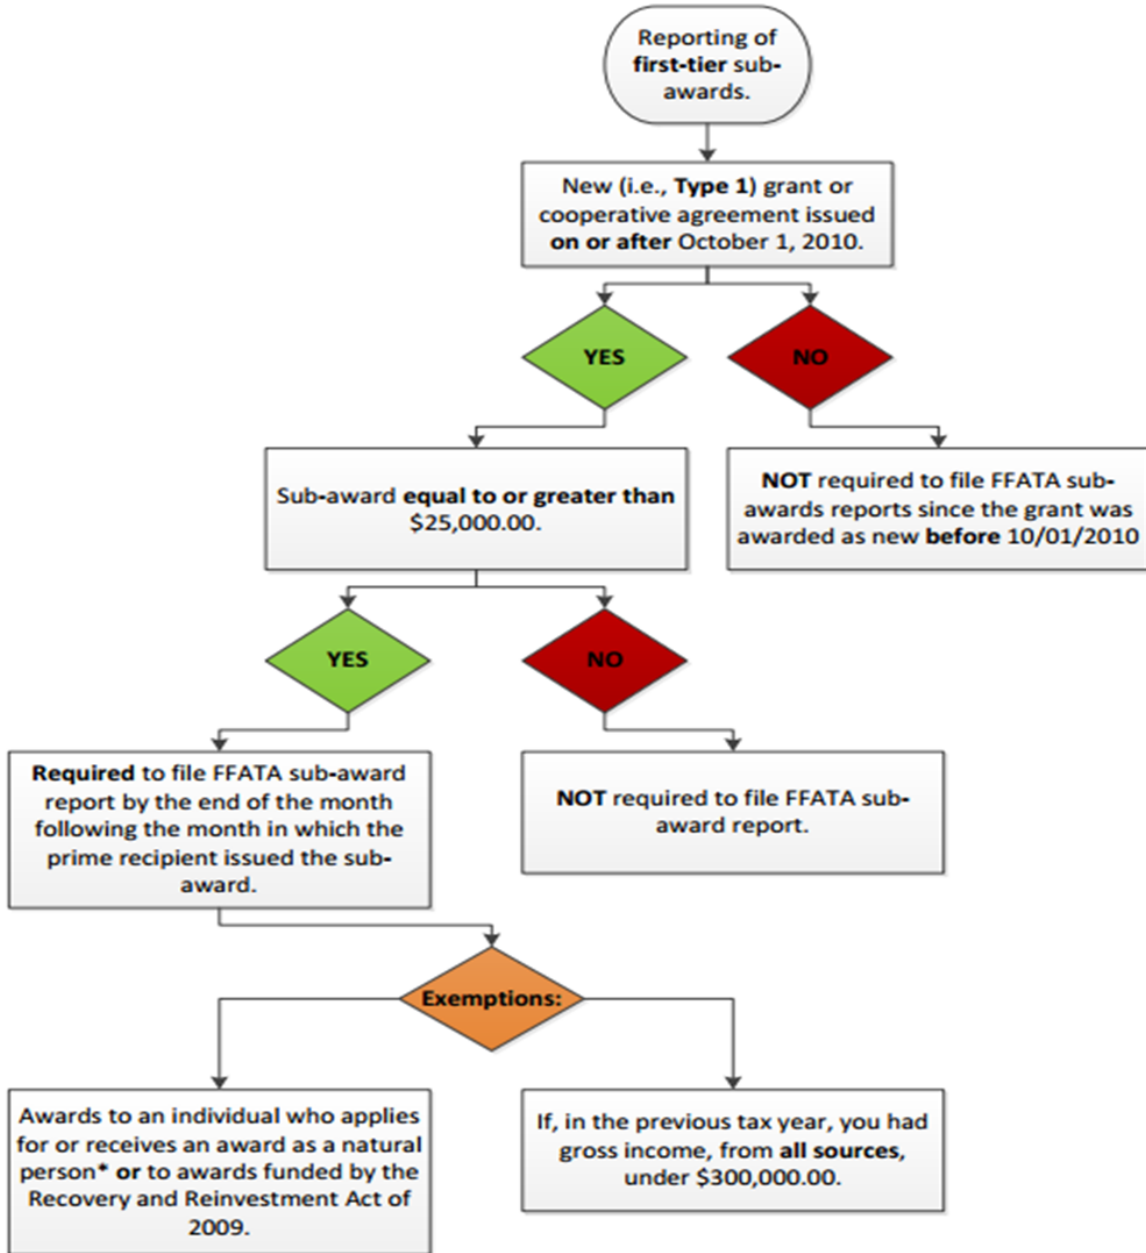 Reporting of
first-tier sub-
awards.
New (i.e., Type 1) grant or
cooperative agreement issued
on or after October 1, 2010.
YES
NO
Sub-award equal to or greater than
$25,000.00.
NOT required to file FFATA sub-
awards reports since the grant was
awarded as new before 10/01/2010
YES
NO
Required to file FFATA sub-award
report by the end of the month
following the month in which the
prime recipient issued the sub-
award.
NOT required to file FFATA sub-
award report.
Exemptions:
Awards to an individual who applies
for or receives an award as a natural
person* or to awards funded by the
Recovery and Reinvestment Act of
2009.
If, in the previous tax year, you had
gross income, from all sources,
under $300,000.00.